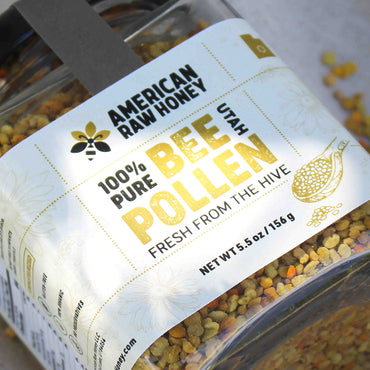 AMERICAN
RAW HONEY
100%
PURE
BEE
POLLEN
UTAH
FRESH FROM THE HIVE
NET WT 5.5 oz / 156 g